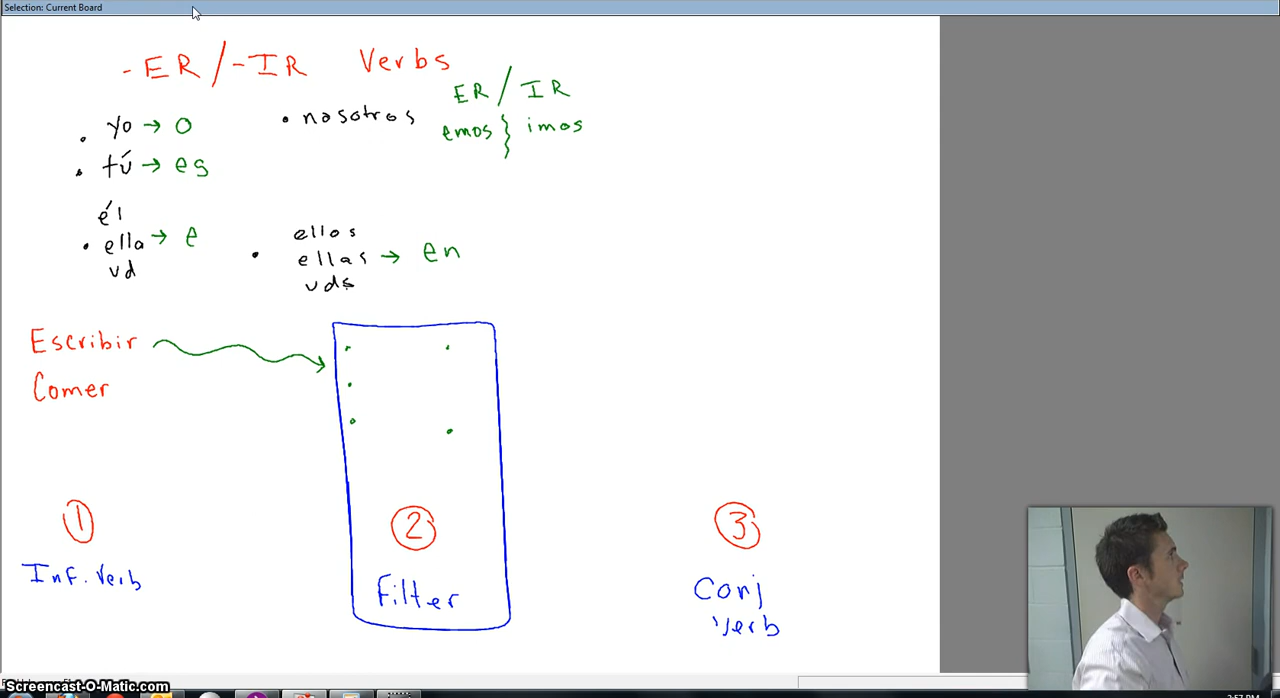 Selection: Current Board
-ER/-IR Verbs
ER / IR
• yo → o
• nosotros emos } imos
• tú → es
él
• ella → e
vd
ellos
• ellas → en
vds
Escribir
Comer
1
2
3
Inf. Verb
Filter
Conj
Verb
Screencast-O-Matic.com